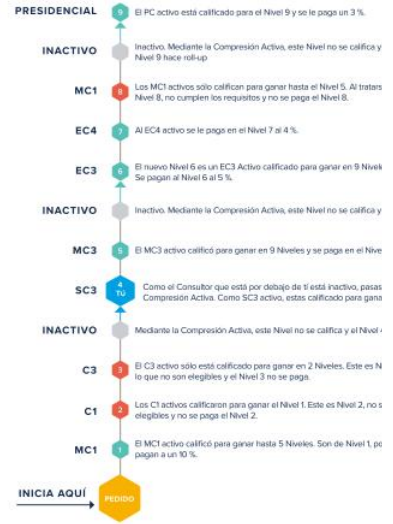 PRESIDENCIAL
9
El PC activo está calificado para el Nivel 9 y se le paga un 3 %.
INACTIVO
Inactivo. Mediante la Compresión Activa, este Nivel no se califica y
Nivel 9 hace roll-up
MC1
8
Los MC1 activos sólo califican para ganar hasta el Nivel 5. Al tratars
Nivel 8, no cumplen los requisitos y no se paga el Nivel 8.
EC4
7
Al EC4 activo se le paga en el Nivel 7 al 4 %.
EC3
6
El nuevo Nivel 6 es un EC3 Activo calificado para ganar en 9 Nivele
Se pagan al Nivel 6 al 5 %.
INACTIVO
Inactivo. Mediante la Compresión Activa, este Nivel no se califica y
MC3
5
El MC3 activo calificó para ganar en 9 Niveles y se paga en el Nive
SC3
4
TÚ
Como el Consultor que está por debajo de tí está inactivo, pasas
Compresión Activa. Como SC3 activo, estas calificado para gana
INACTIVO
Mediante la Compresión Activa, este Nivel no se califica y el Nivel
C3
3
El C3 activo sólo está calificado para ganar en 2 Niveles. Este es N
lo que no son elegibles y el Nivel 3 no se paga.
C1
2
Los C1 activos calificaron para ganar el Nivel 1. Este es Nivel 2, no s
elegibles y no se paga el Nivel 2.
MC1
1
El MC1 activo calificó para ganar hasta 5 Niveles. Son de Nivel 1, po
pagan a un 10 %.
INICIA AQUÍ
PEDIDO